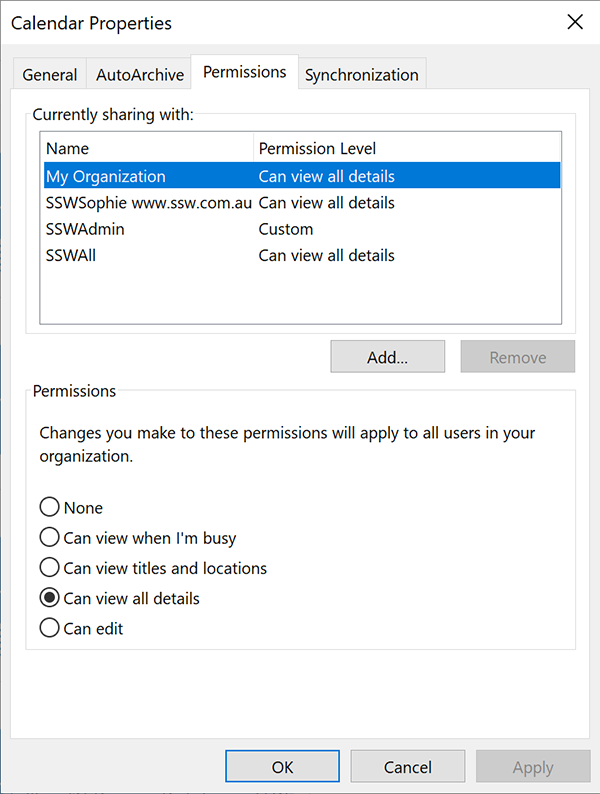 Calendar Properties
General AutoArchive Permissions Synchronization
Currently sharing with:
Name Permission Level
My Organization Can view all details
SSWSophie www.ssw.com.au Can view all details
SSWAdmin Custom
SSWAll Can view all details
Add... Remove
Permissions
Changes you make to these permissions will apply to all users in your
organization.
None
Can view when I'm busy
Can view titles and locations
Can view all details
Can edit
OK Cancel Apply